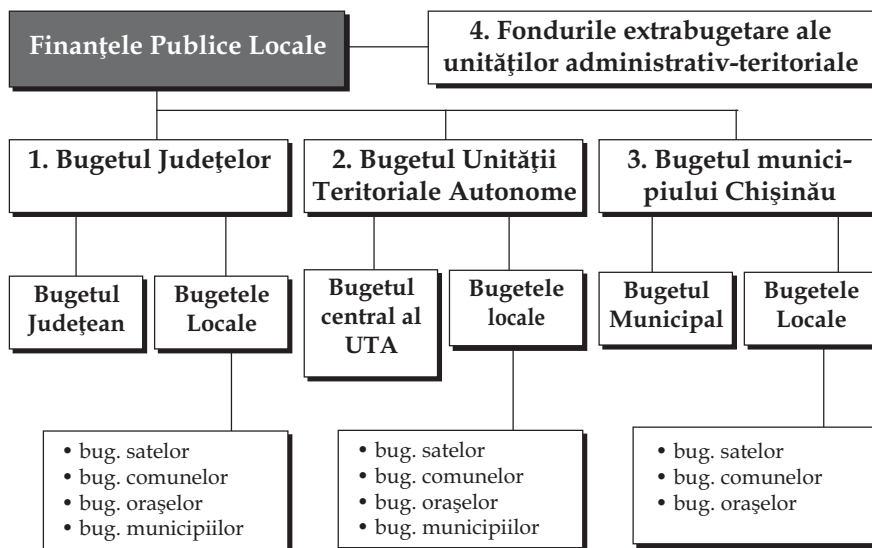 Finanţele Publice Locale
4. Fondurile extrabugetare ale
unităţilor administrativ-teritoriale
1. Bugetul Judeţelor
2. Bugetul Unităţii
Teritoriale Autonome
3. Bugetul munici-
piului Chişinău
Bugetul
Judeţean
Bugetele
Locale
Bugetul
central al
UTA
Bugetele
locale
Bugetul
Municipal
Bugetele
Locale
• bug. satelor
• bug. comunelor
• bug. oraşelor
• bug. municipiilor
• bug. satelor
• bug. comunelor
• bug. oraşelor
• bug. municipiilor
• bug. satelor
• bug. comunelor
• bug. oraşelor